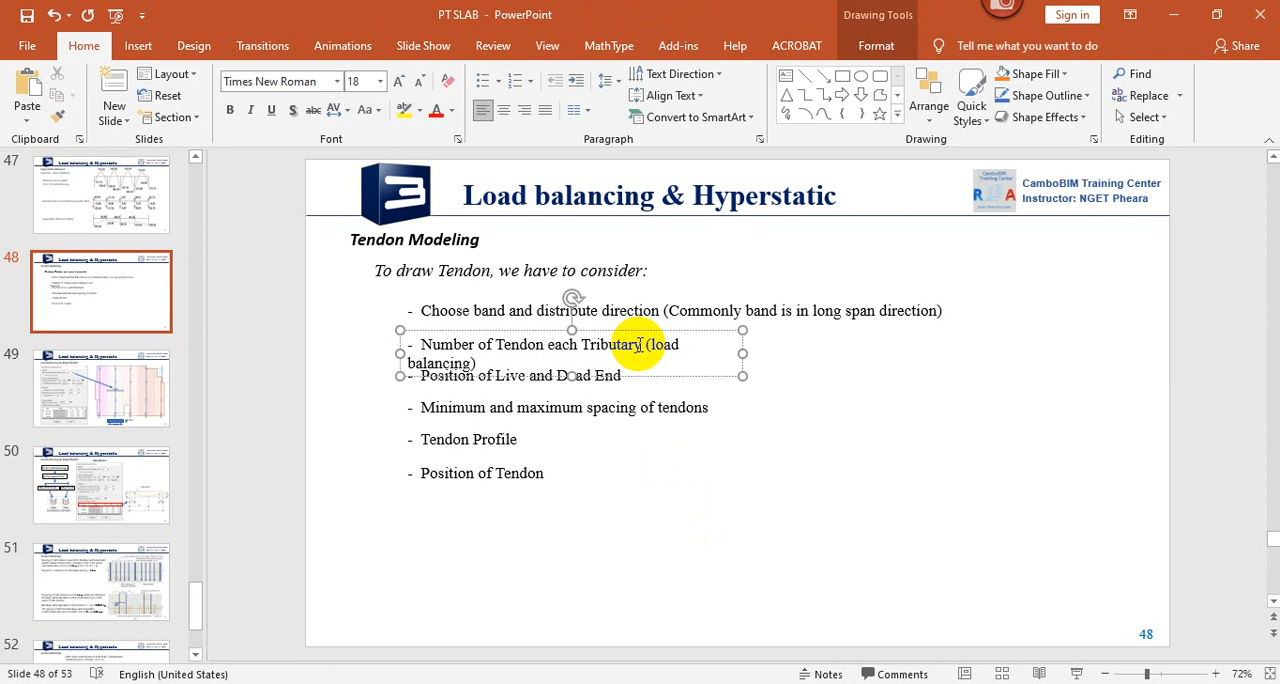 PT SLAB - PowerPoint
Drawing Tools
Sign in
File Home Insert Design Transitions Animations Slide Show Review View MathType Add-ins Help ACROBAT Format Tell me what you want to do Share
Paste
Clipboard
New Slide
Layout
Reset
Section
Slides
Times New Roman 18
B I U S abc AV Aa A
Font
Text Direction
Align Text
Convert to SmartArt
Paragraph
Arrange
Quick Styles
Shape Fill
Shape Outline
Shape Effects
Drawing
Find
Replace
Select
Editing
47
48
49
50
51
52
Load balancing & Hyperstatic
CamboBIM Training Center
Instructor: NGET Pheara
R A
Tendon Modeling
To draw Tendon, we have to consider:
- Choose band and distribute direction (Commonly band is in long span direction)
- Number of Tendon each Tributary (load
balancing)
- Position of Live and Dead End
- Minimum and maximum spacing of tendons
- Tendon Profile
- Position of Tendon
48
Slide 48 of 53 English (United States) Notes Comments 72%